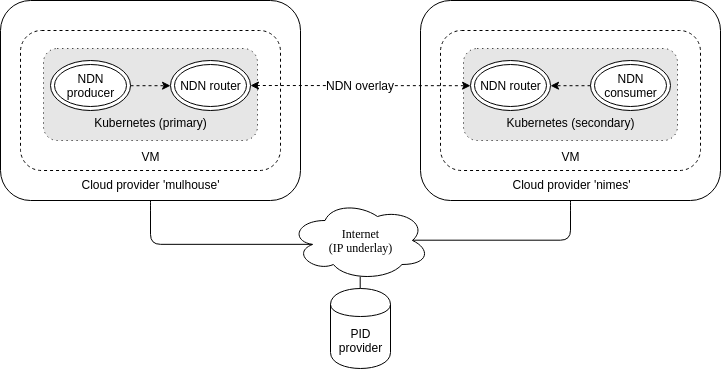 NDN
producer
NDN router
Kubernetes (primary)
VM
Cloud provider 'mulhouse'
NDN overlay
NDN router
NDN
consumer
Kubernetes (secondary)
VM
Cloud provider 'nimes'
Internet
(IP underlay)
PID
provider